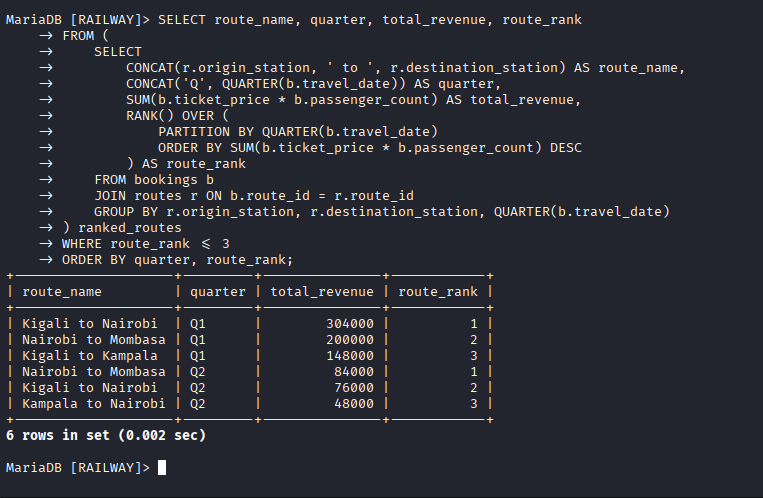 MariaDB [RAILWAY]> SELECT route_name, quarter, total_revenue, route_rank
    → FROM (
    →     SELECT
    →         CONCAT(r.origin_station, ' to ', r.destination_station) AS route_name,
    →         CONCAT('Q', QUARTER(b.travel_date)) AS quarter,
    →         SUM(b.ticket_price * b.passenger_count) AS total_revenue,
    →         RANK() OVER (
    →             PARTITION BY QUARTER(b.travel_date)
    →             ORDER BY SUM(b.ticket_price * b.passenger_count) DESC
    →         ) AS route_rank
    →     FROM bookings b
    →     JOIN routes r ON b.route_id = r.route_id
    →     GROUP BY r.origin_station, r.destination_station, QUARTER(b.travel_date)
    → ) ranked_routes
    → WHERE route_rank ≤ 3
    → ORDER BY quarter, route_rank;
+-------------------+---------+---------------+------------+
| route_name        | quarter | total_revenue | route_rank |
+-------------------+---------+---------------+------------+
| Kigali to Nairobi  | Q1      |        304000 |          1 |
| Nairobi to Mombasa | Q1      |        200000 |          2 |
| Kigali to Kampala  | Q1      |        148000 |          3 |
| Nairobi to Mombasa | Q2      |         84000 |          1 |
| Kigali to Nairobi  | Q2      |         76000 |          2 |
| Kampala to Nairobi | Q2      |         48000 |          3 |
+-------------------+---------+---------------+------------+
6 rows in set (0.002 sec)
MariaDB [RAILWAY]>